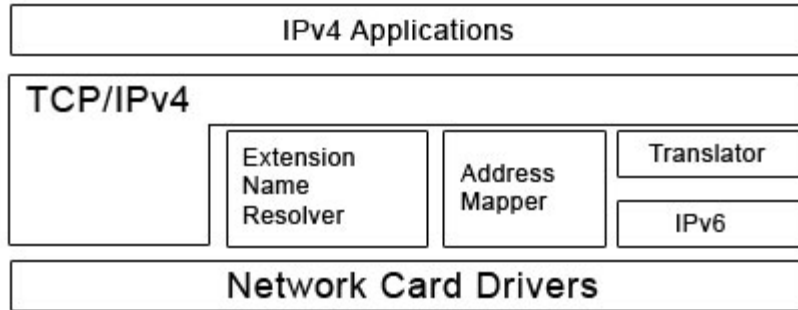 IPv4 Applications
TCP/IPv4
Extension
Name
Resolver
Address
Mapper
Translator
IPv6
Network Card Drivers